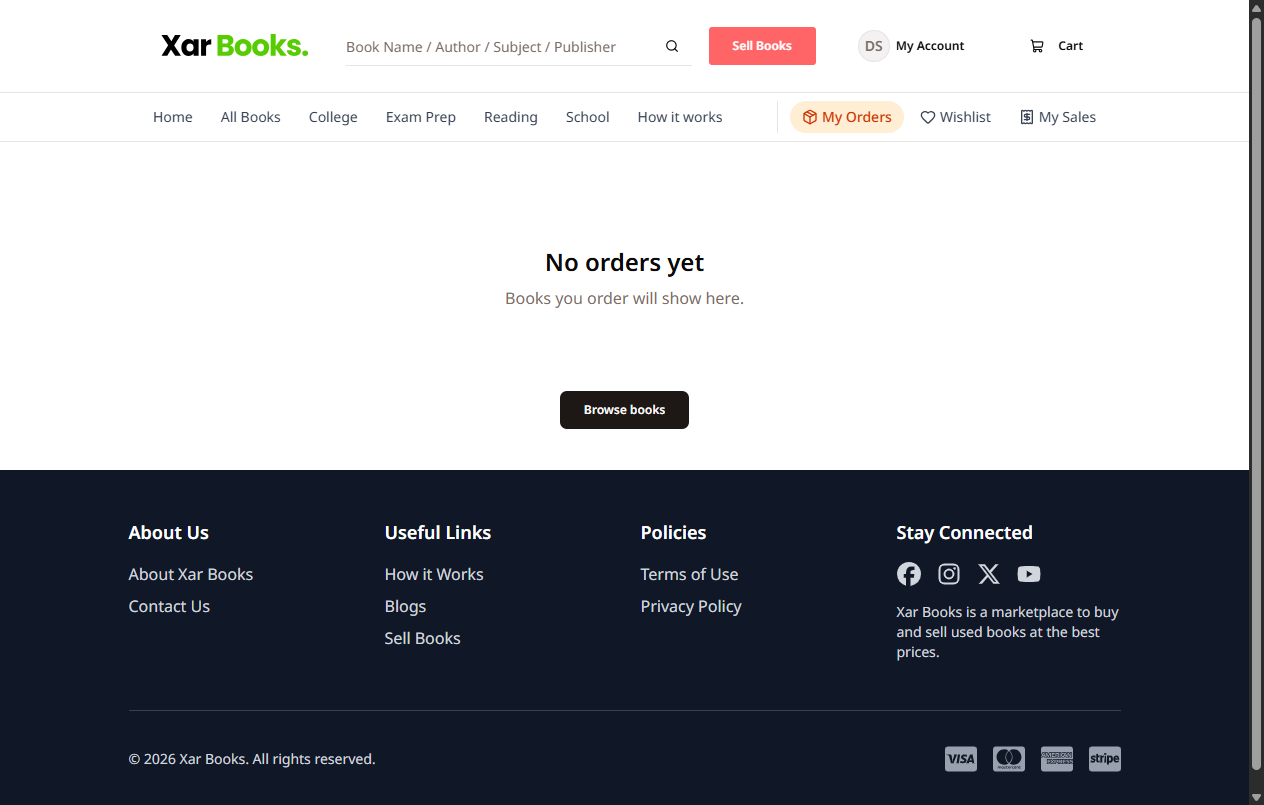 Xar Books.
Book Name / Author / Subject / Publisher
Sell Books
DS
My Account
Cart
Home
All Books
College
Exam Prep
Reading
School
How it works
My Orders
Wishlist
My Sales
No orders yet
Books you order will show here.
Browse books
About Us
About Xar Books
Contact Us
Useful Links
How it Works
Blogs
Sell Books
Policies
Terms of Use
Privacy Policy
Stay Connected
Xar Books is a marketplace to buy
and sell used books at the best
prices.
© 2026 Xar Books. All rights reserved.
VISA
mastercard
AMERICAN
EXPRESS
stripe